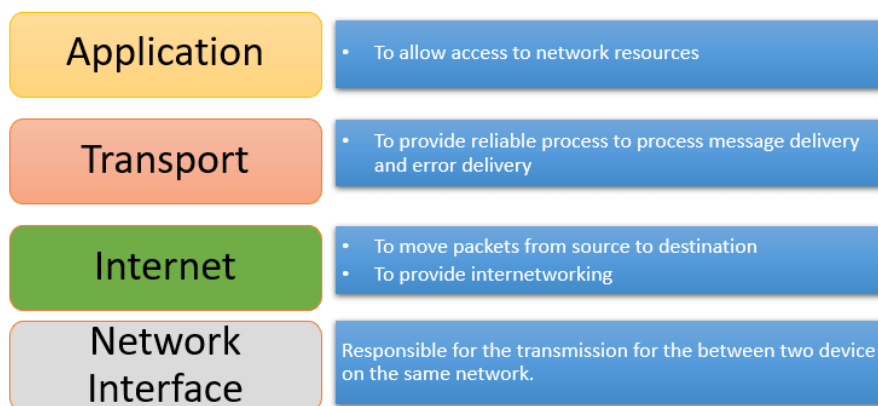 Application
• To allow access to network resources
Transport
• To provide reliable process to process message delivery
and error delivery
Internet
• To move packets from source to destination
• To provide internetworking
Network
Interface
Responsible for the transmission for the between two device
on the same network.